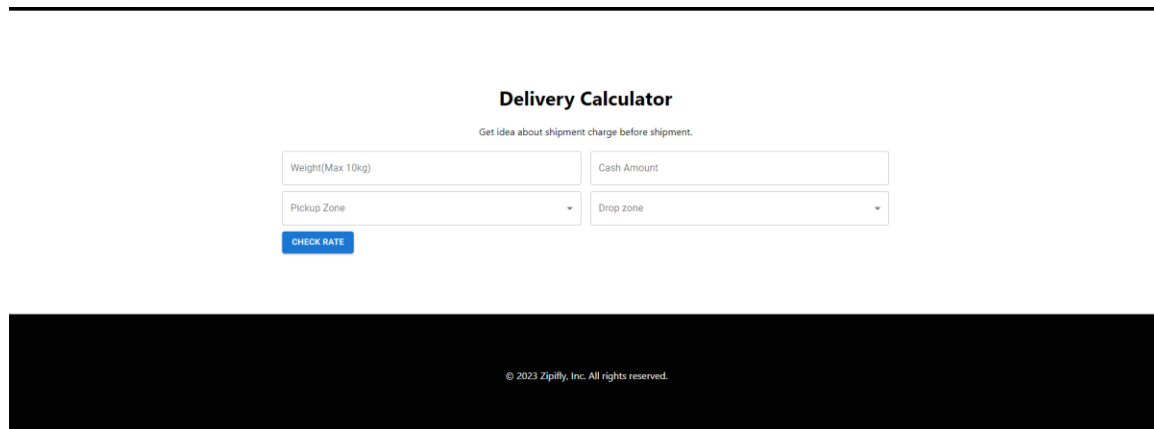 Delivery Calculator
Get idea about shipment charge before shipment.
Weight(Max 10kg)
Cash Amount
Pickup Zone
Drop zone
CHECK RATE
© 2023 Zipifly, Inc. All rights reserved.